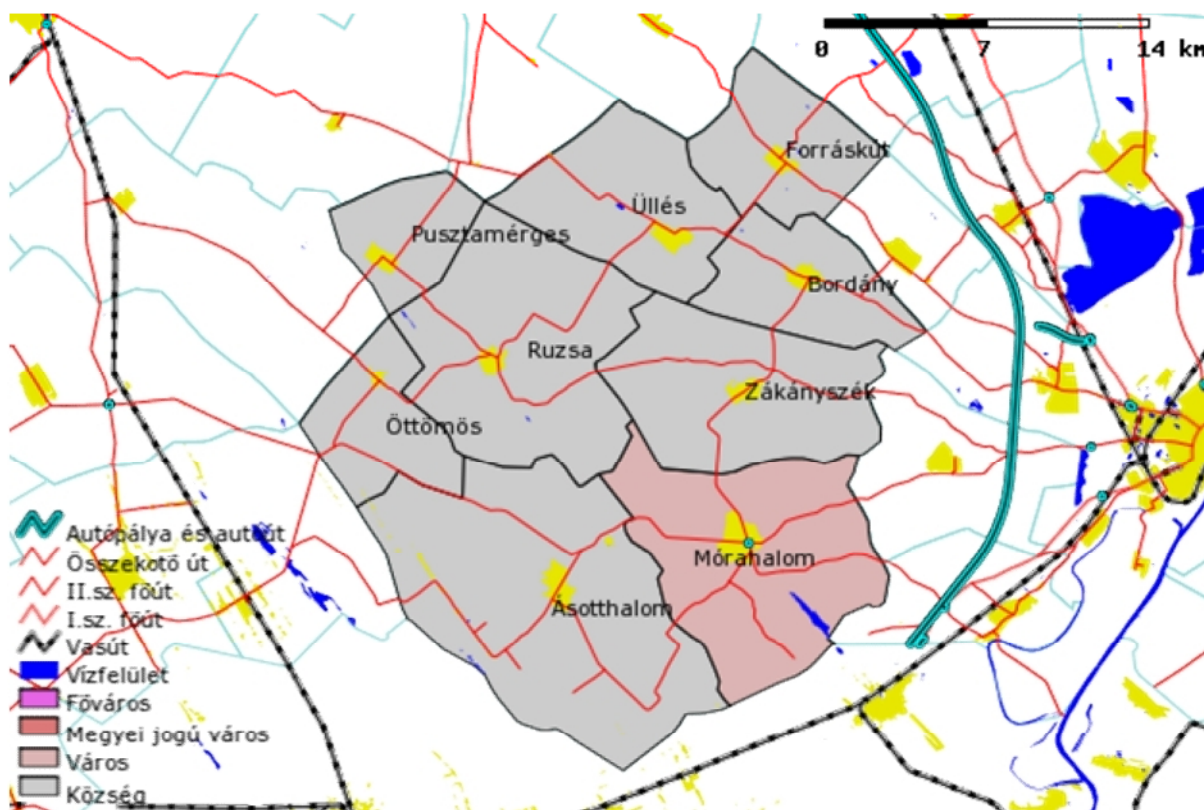 0 7 14 km
Forráskút
Üllés
Pusztamérges
Bordány
Ruzsa
Zákányszék
Öttömös
Mórahalom
Ásotthalom
Autópálya és autóút
Összekotő út
II.sz. főút
I.sz. főút
Vasút
Vízfelület
Főváros
Megyei jogú város
Város
Község